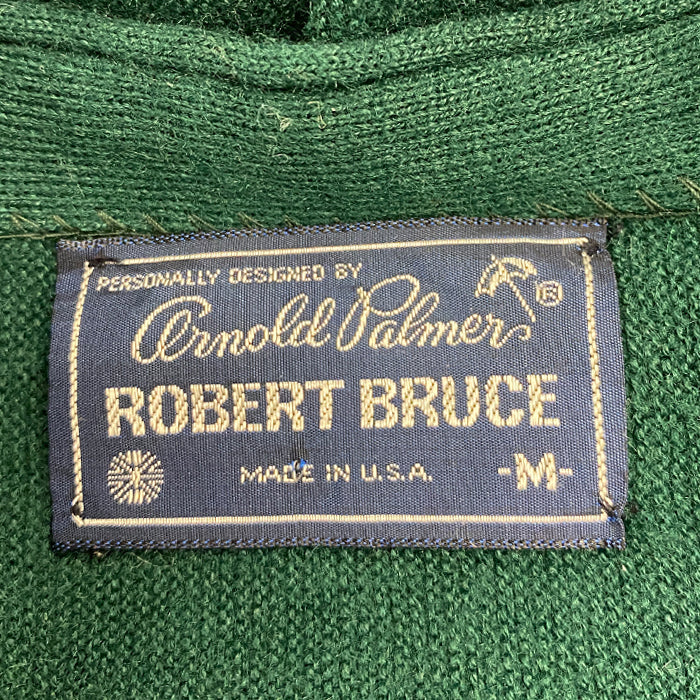 PERSONALLY DESIGNED BY
Arnold Palmer ®
ROBERT BRUCE
MADE IN U.S.A. -M-